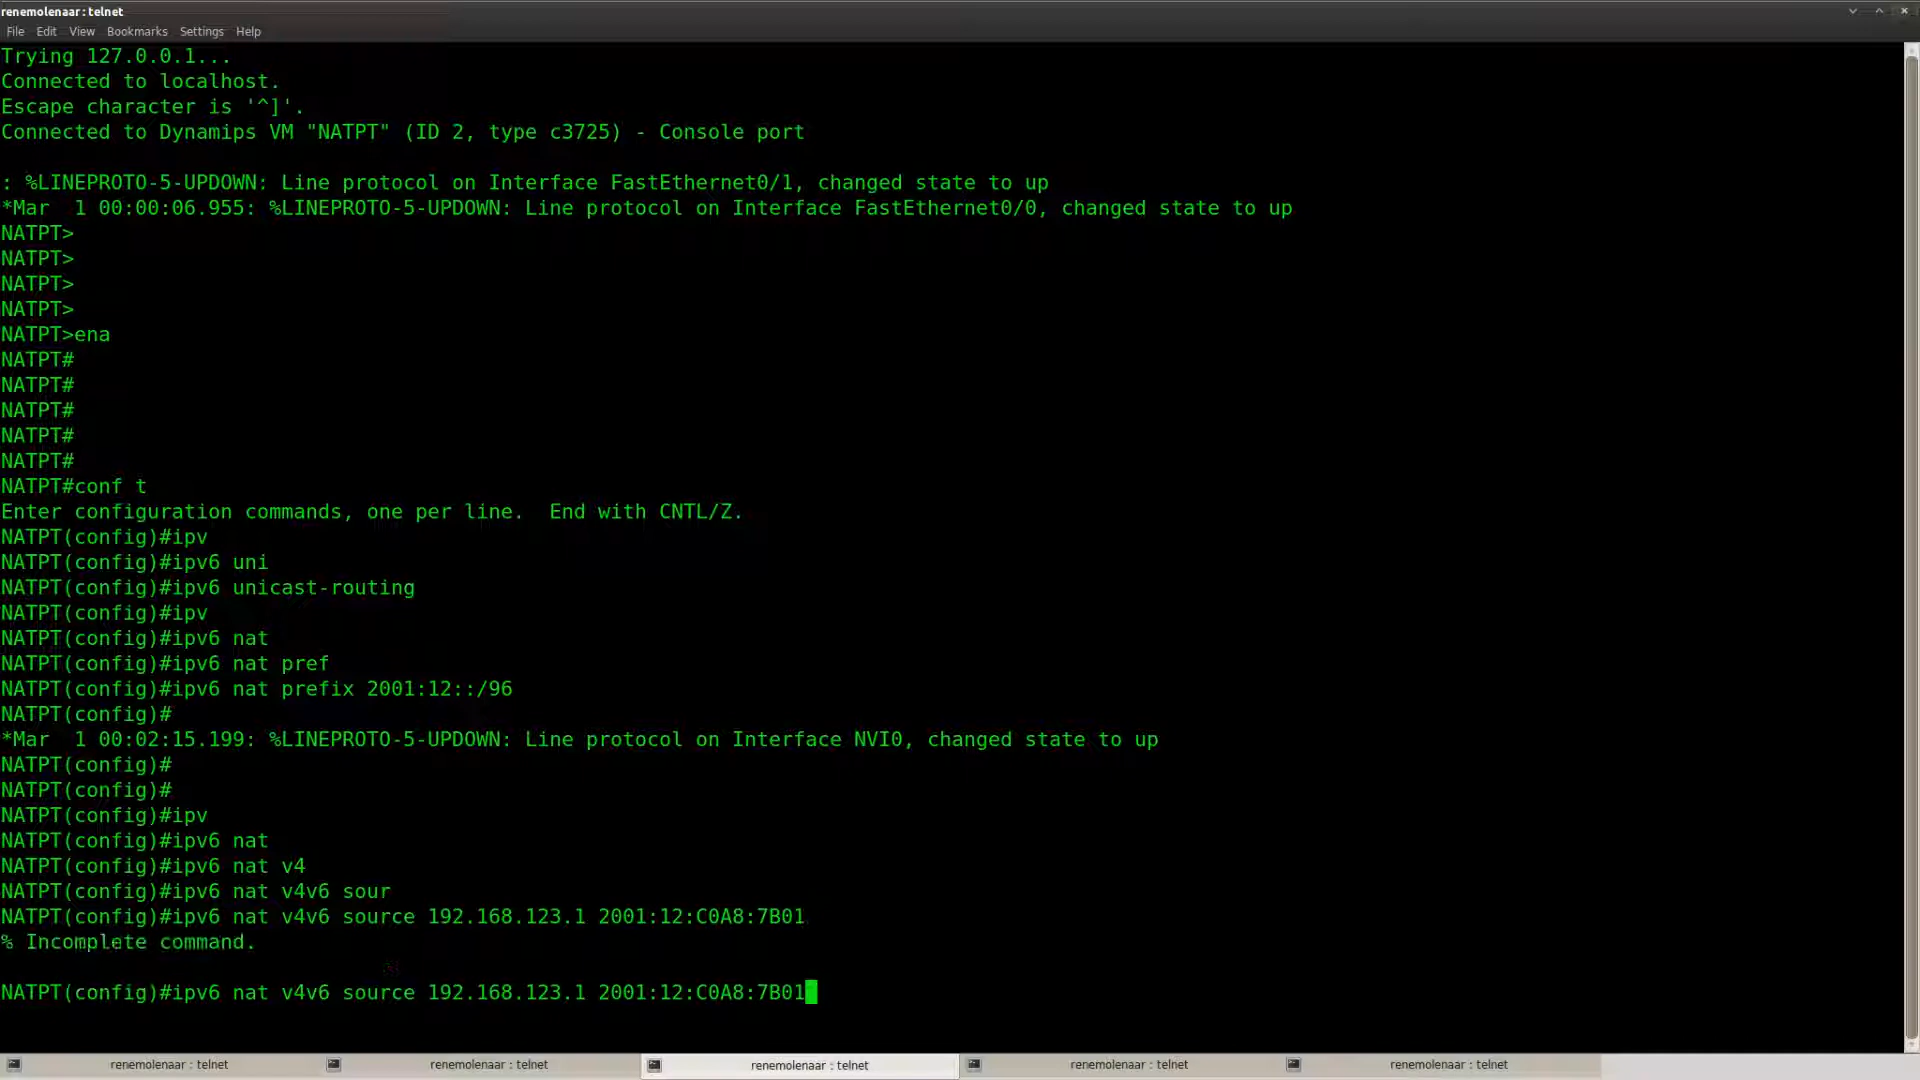 renemolenaar : telnet
File Edit View Bookmarks Settings Help
Trying 127.0.0.1...
Connected to localhost.
Escape character is '^]'.
Connected to Dynamips VM "NATPT" (ID 2, type c3725) - Console port
: %LINEPROTO-5-UPDOWN: Line protocol on Interface FastEthernet0/1, changed state to up
*Mar  1 00:00:06.955: %LINEPROTO-5-UPDOWN: Line protocol on Interface FastEthernet0/0, changed state to up
NATPT>
NATPT>
NATPT>
NATPT>
NATPT>ena
NATPT#
NATPT#
NATPT#
NATPT#
NATPT#
NATPT#conf t
Enter configuration commands, one per line.  End with CNTL/Z.
NATPT(config)#ipv
NATPT(config)#ipv6 uni
NATPT(config)#ipv6 unicast-routing
NATPT(config)#ipv
NATPT(config)#ipv6 nat
NATPT(config)#ipv6 nat pref
NATPT(config)#ipv6 nat prefix 2001:12::/96
NATPT(config)#
*Mar  1 00:02:15.199: %LINEPROTO-5-UPDOWN: Line protocol on Interface NVI0, changed state to up
NATPT(config)#
NATPT(config)#
NATPT(config)#ipv
NATPT(config)#ipv6 nat
NATPT(config)#ipv6 nat v4
NATPT(config)#ipv6 nat v4v6 sour
NATPT(config)#ipv6 nat v4v6 source 192.168.123.1 2001:12:C0A8:7B01
% Incomplete command.
NATPT(config)#ipv6 nat v4v6 source 192.168.123.1 2001:12:C0A8:7B01
renemolenaar : telnet renemolenaar : telnet renemolenaar : telnet renemolenaar : telnet renemolenaar : telnet